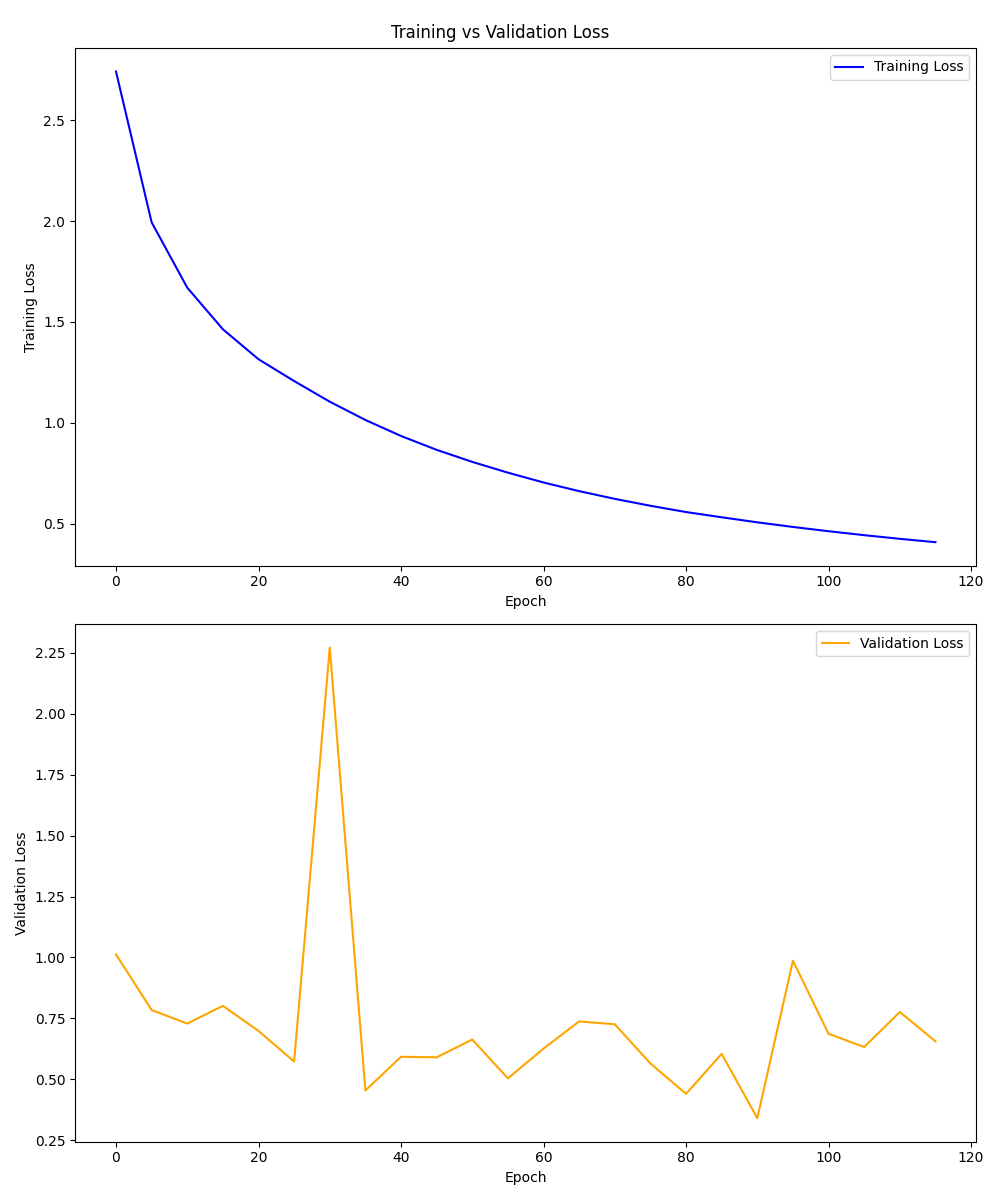 Training vs Validation Loss
Training Loss
2.5
2.0
1.5
1.0
0.5
Training Loss
0 20 40 60 80 100 120
Epoch
Validation Loss
2.25
2.00
1.75
1.50
1.25
1.00
0.75
0.50
0.25
Validation Loss
0 20 40 60 80 100 120
Epoch